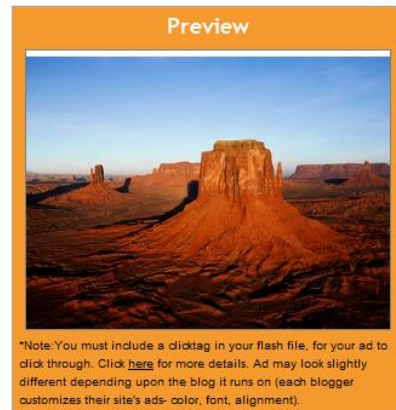 Preview
*Note:You must include a clicktag in your flash file, for your ad to
click through. Click here for more details. Ad may look slightly
different depending upon the blog it runs on (each blogger
customizes their site's ads- color, font, alignment).